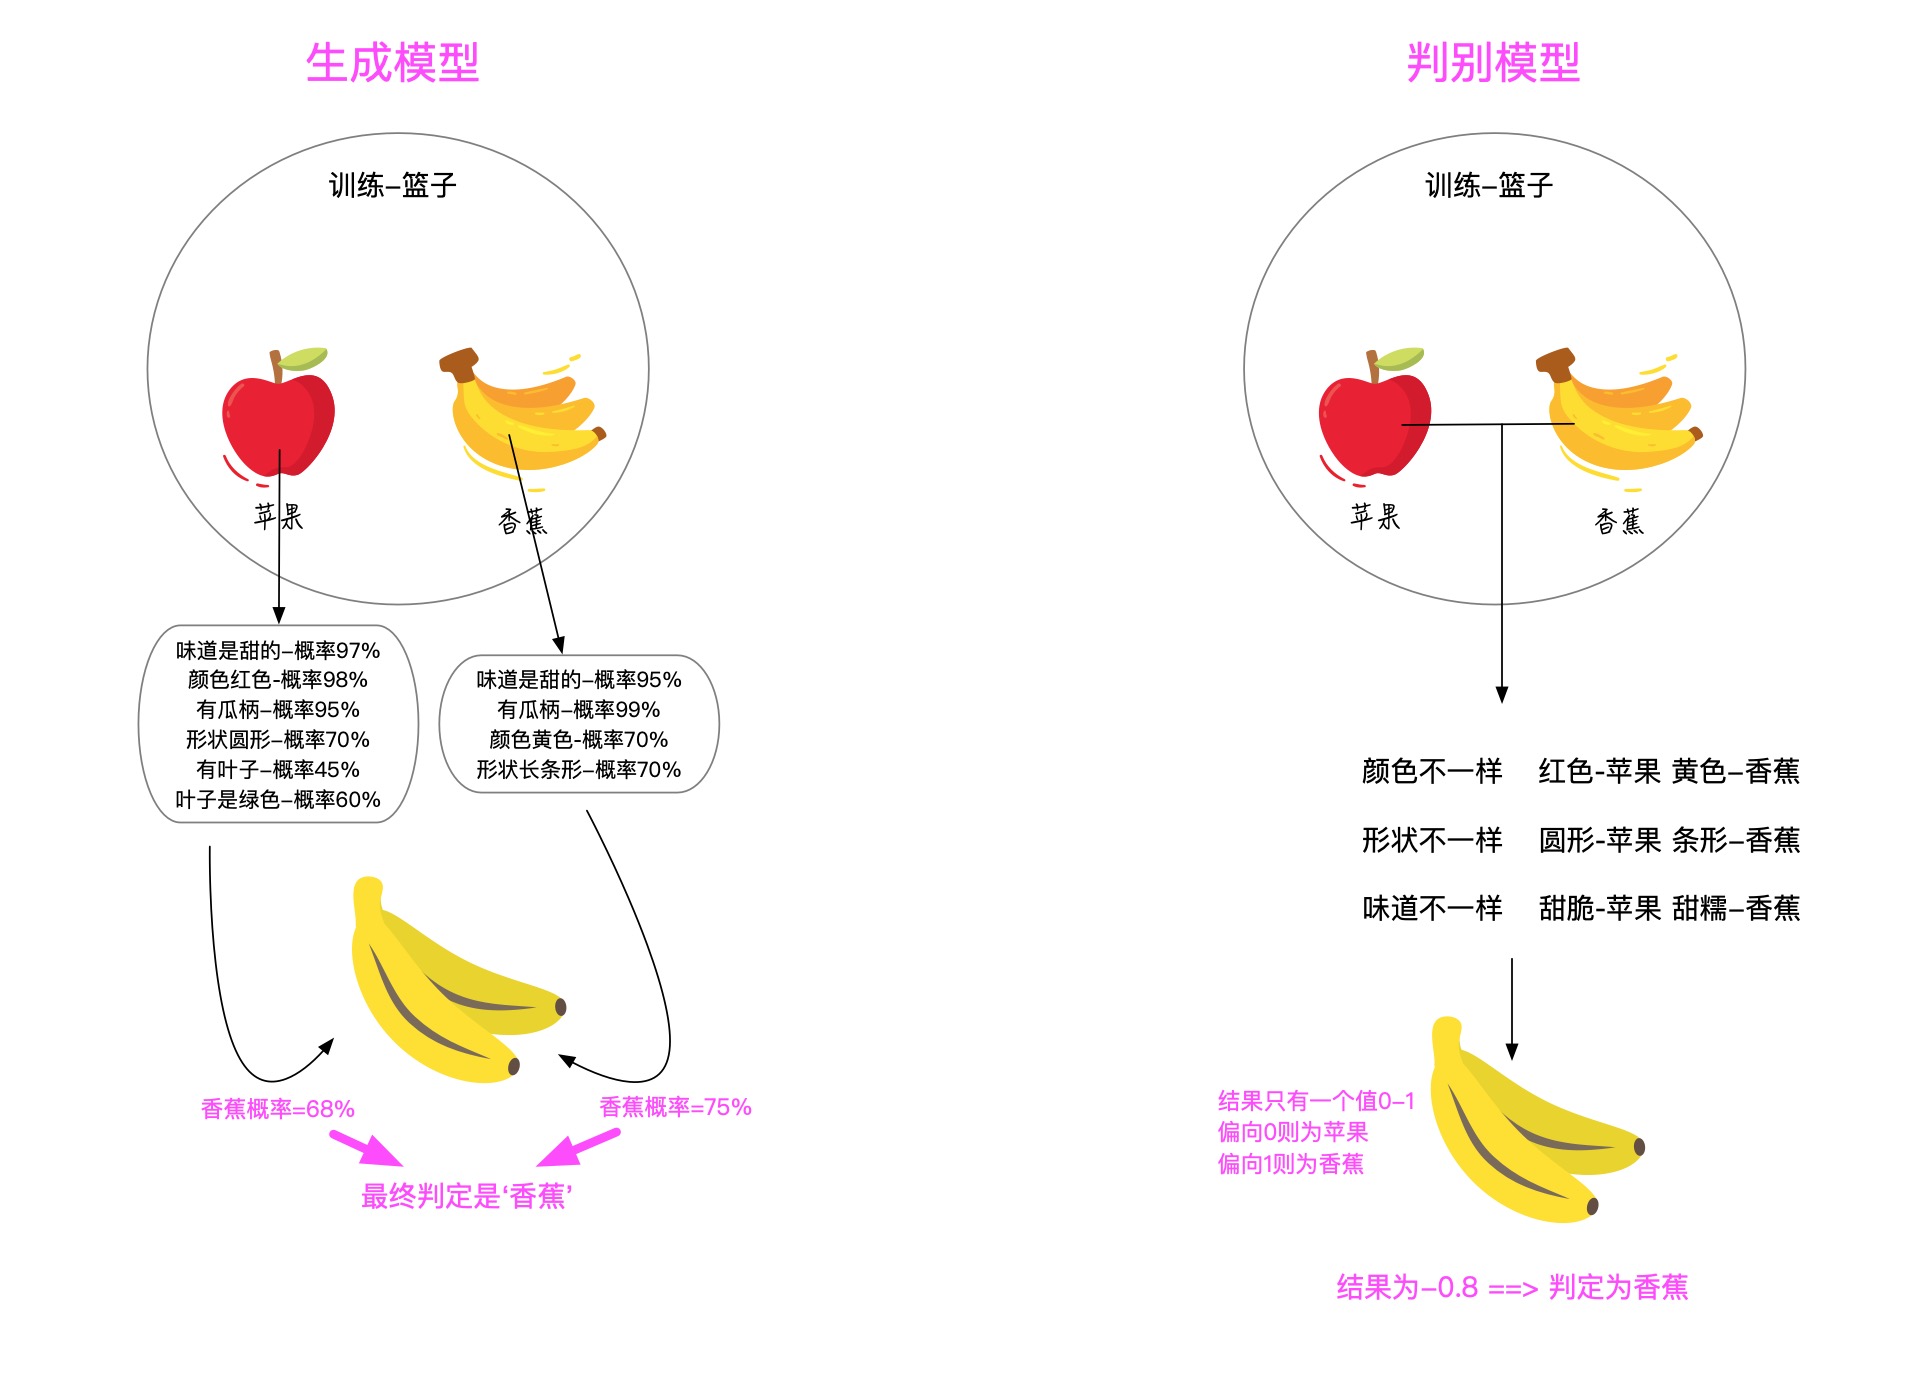 生成模型
训练–篮子
苹果
香蕉
味道是甜的–概率97%
颜色红色-概率98%
有瓜柄–概率95%
形状圆形–概率70%
有叶子–概率45%
叶子是绿色–概率60%
味道是甜的–概率95%
有瓜柄–概率99%
颜色黄色-概率70%
形状长条形–概率70%
香蕉概率=68%
香蕉概率=75%
最终判定是‘香蕉’
判别模型
训练–篮子
苹果
香蕉
颜色不一样 红色-苹果 黄色–香蕉
形状不一样 圆形-苹果 条形–香蕉
味道不一样 甜脆-苹果 甜糯–香蕉
结果只有一个值0–1
偏向0则为苹果
偏向1则为香蕉
结果为–0.8 ==> 判定为香蕉